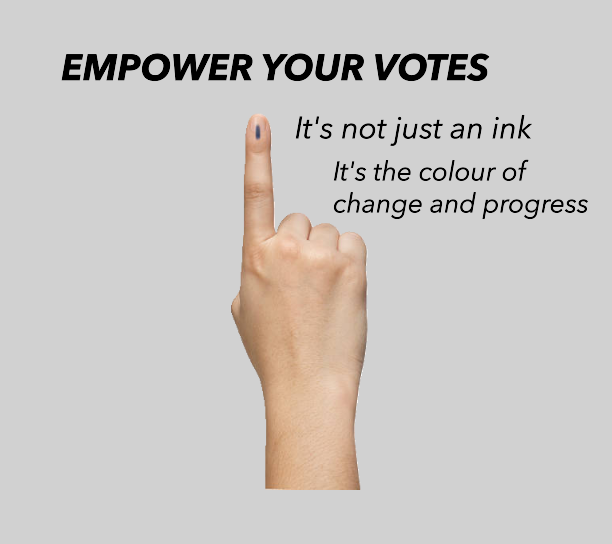 EMPOWER YOUR VOTES
It's not just an ink
It's the colour of
change and progress